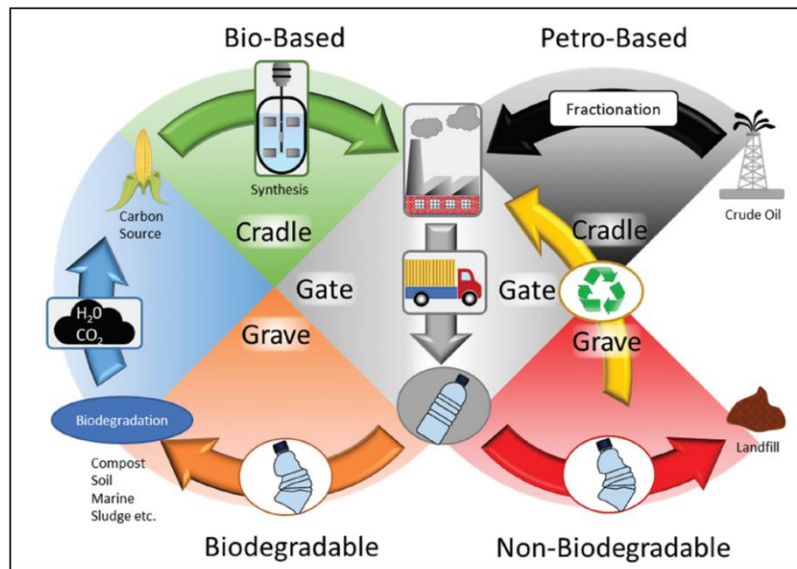 Bio-Based
Petro-Based
Fractionation
Synthesis
Carbon
Source
Crude Oil
Cradle
Cradle
Gate
Gate
H₂O
CO₂
Grave
Grave
Biodegradation
Landfill
Compost
Soil
Marine
Sludge etc.
Biodegradable
Non-Biodegradable